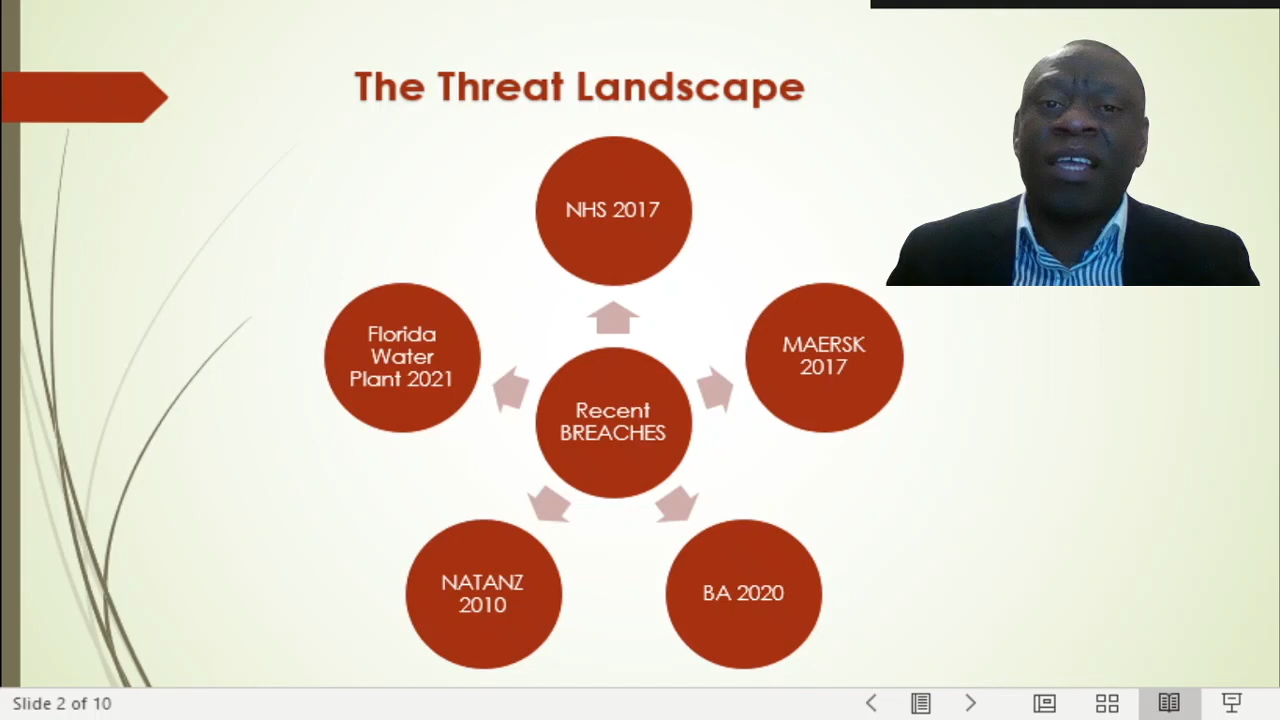 The Threat Landscape
NHS 2017
Florida
Water
Plant 2021
MAERSK
2017
Recent
BREACHES
NATANZ
2010
BA 2020
Slide 2 of 10